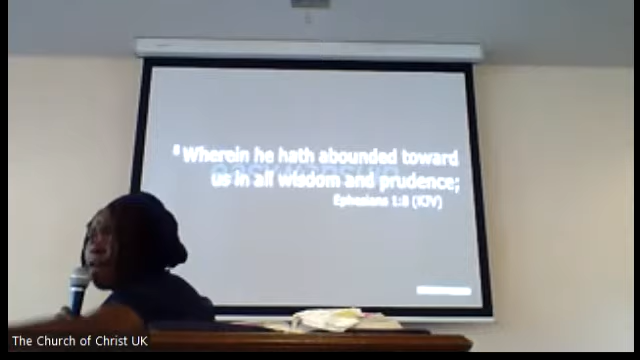 8 Wherein he hath abounded toward
us in all wisdom and prudence;
Ephesians 1:8 (KJV)
The Church of Christ UK